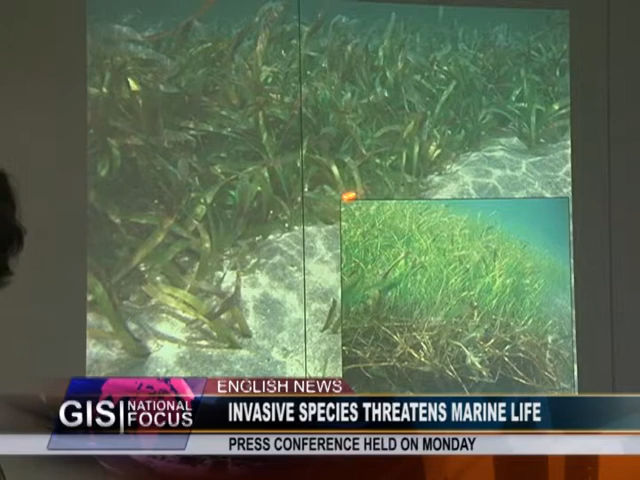 ENGLISH NEWS
GIS NATIONAL FOCUS
INVASIVE SPECIES THREATENS MARINE LIFE
PRESS CONFERENCE HELD ON MONDAY